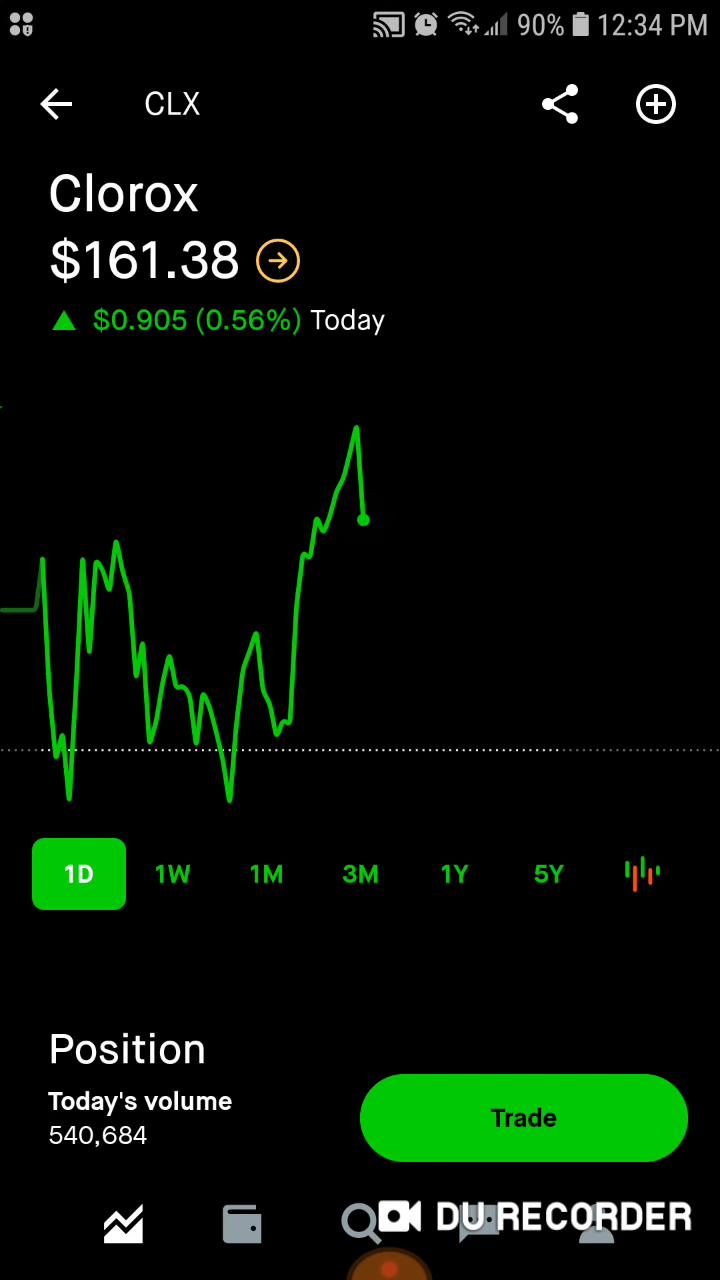 90% 12:34 PM
CLX
Clorox
$161.38
$0.905 (0.56%) Today
1D 1W 1M 3M 1Y 5Y
Position
Today's volume
540,684
Trade
DU RECORDER